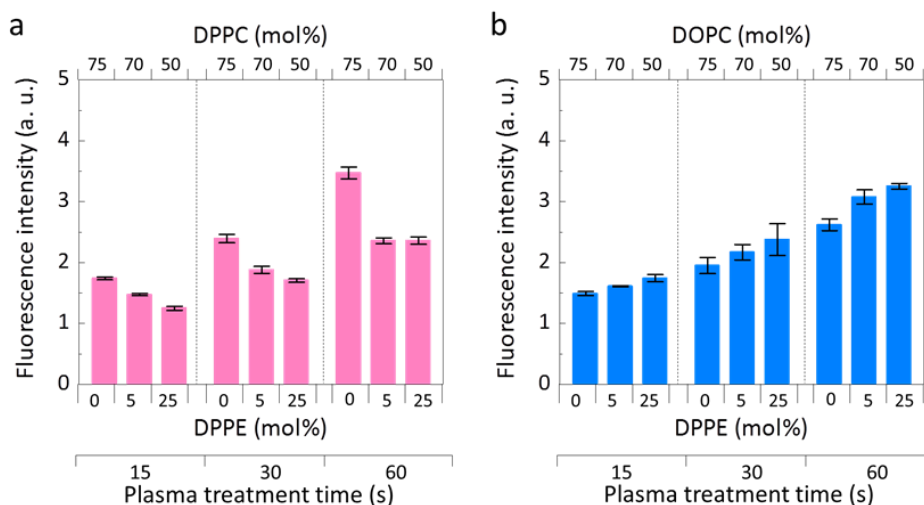 a
DPPC (mol%)
75 70 50 75 70 50 75 70 50
5
4
3
2
1
0
Fluorescence intensity (a. u.)
0 5 25 0 5 25 0 5 25
DPPE (mol%)
15 30 60
Plasma treatment time (s)
b
DOPC (mol%)
75 70 50 75 70 50 75 70 50
5
4
3
2
1
0
Fluorescence intensity (a. u.)
0 5 25 0 5 25 0 5 25
DPPE (mol%)
15 30 60
Plasma treatment time (s)